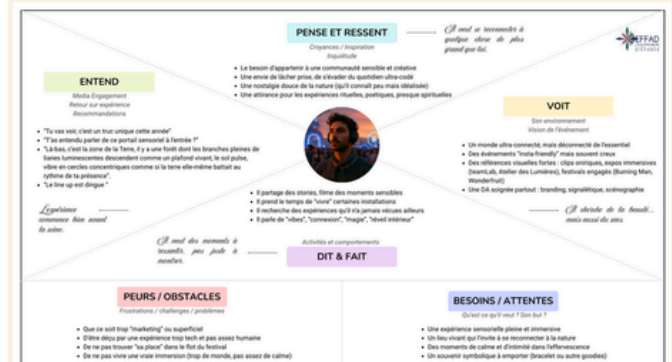 PENSE ET RESSENT
Croyances / Inspiration
Inquiétude
Il veut se reconnecter à
quelque chose de plus
grand que lui.
EFFAD
DISTANCE
Le besoin d'appartenir à une communauté sensible et créative
Une envie de lâcher prise, de s'évader du quotidien ultra-codé
Une nostalgie douce de la nature (qu'il connaît peu mais idéalisée)
Une attirance pour les expériences rituelles, poétiques, presque spirituelles
ENTEND
Media Engagement
Retour sur expérience
Recommandations
"Tu vas voir, c'est un truc unique cette année"
"T'as entendu parler de ce portail sensoriel à l'entrée ?"
"Là-bas, c'est la zone de la Terre, il y a une forêt dont les branches pleines de
lianes luminescentes descendent comme un plafond vivant, le sol pulse,
vibre en cercles concentriques comme si la terre elle-même battait au
rythme de ta présence".
"Le line up est dingue "
L'expérience
commence bien avant
la scène.
VOIT
Son environnement
Vision de l'événement
Un monde ultra-connecté, mais déconnecté de l'essentiel
Des événements "insta-friendly" mais souvent creux
Des références visuelles fortes : clips oniriques, expos immersives
(teamLab, Atelier des Lumières), festivals engagés (Burning Man,
Wonderfruit)
Une DA soignée partout : branding, signalétique, scénographie
Il cherche de la beauté...
mais aussi du sens.
Il partage des stories, filme des moments sensibles
Il prend le temps de "vivre" certaines installations
Il recherche des expériences qu'il n'a jamais vécues ailleurs
Il parle de "vibes", "connexion", "magie", "réveil intérieur"
Il veut des moments à
ressentir, pas juste à
montrer.
Activités et comportements
DIT & FAIT
PEURS / OBSTACLES
Frustrations / challenges / problèmes
Que ce soit trop "marketing" ou superficiel
D'être déçu par une expérience trop tech et pas assez humaine
De ne pas trouver "sa place" dans le flot du festival
De ne pas vivre une vraie immersion (trop de monde, pas assez de calme)
BESOINS / ATTENTES
Qu'est ce qu'il veut ? Son but ?
Une expérience sensorielle pleine et immersive
Un lieu vivant qui l'invite à se reconnecter à la nature
Des moments de calme et d'intimité dans l'effervescence
Un souvenir symbolique à emporter (bracelet ou autre goodies)